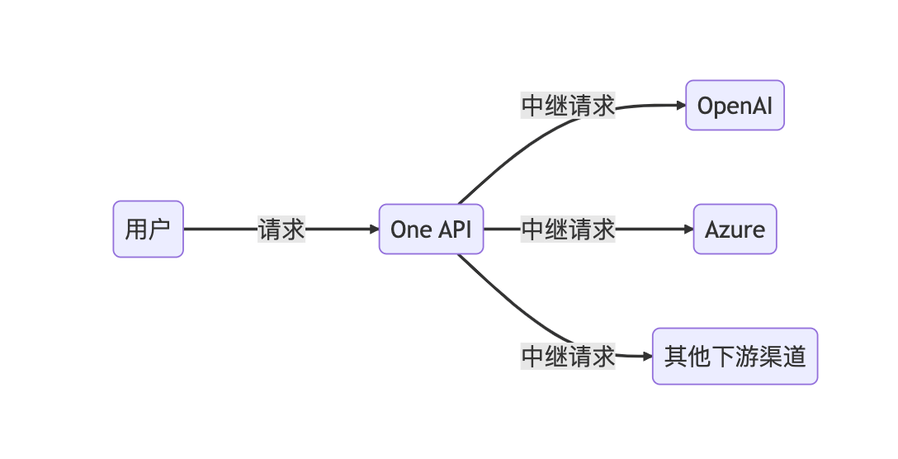 中继请求
OpenAI
用户
请求
One API
中继请求
Azure
中继请求
其他下游渠道